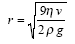 r = √(9ην / 2ρg)